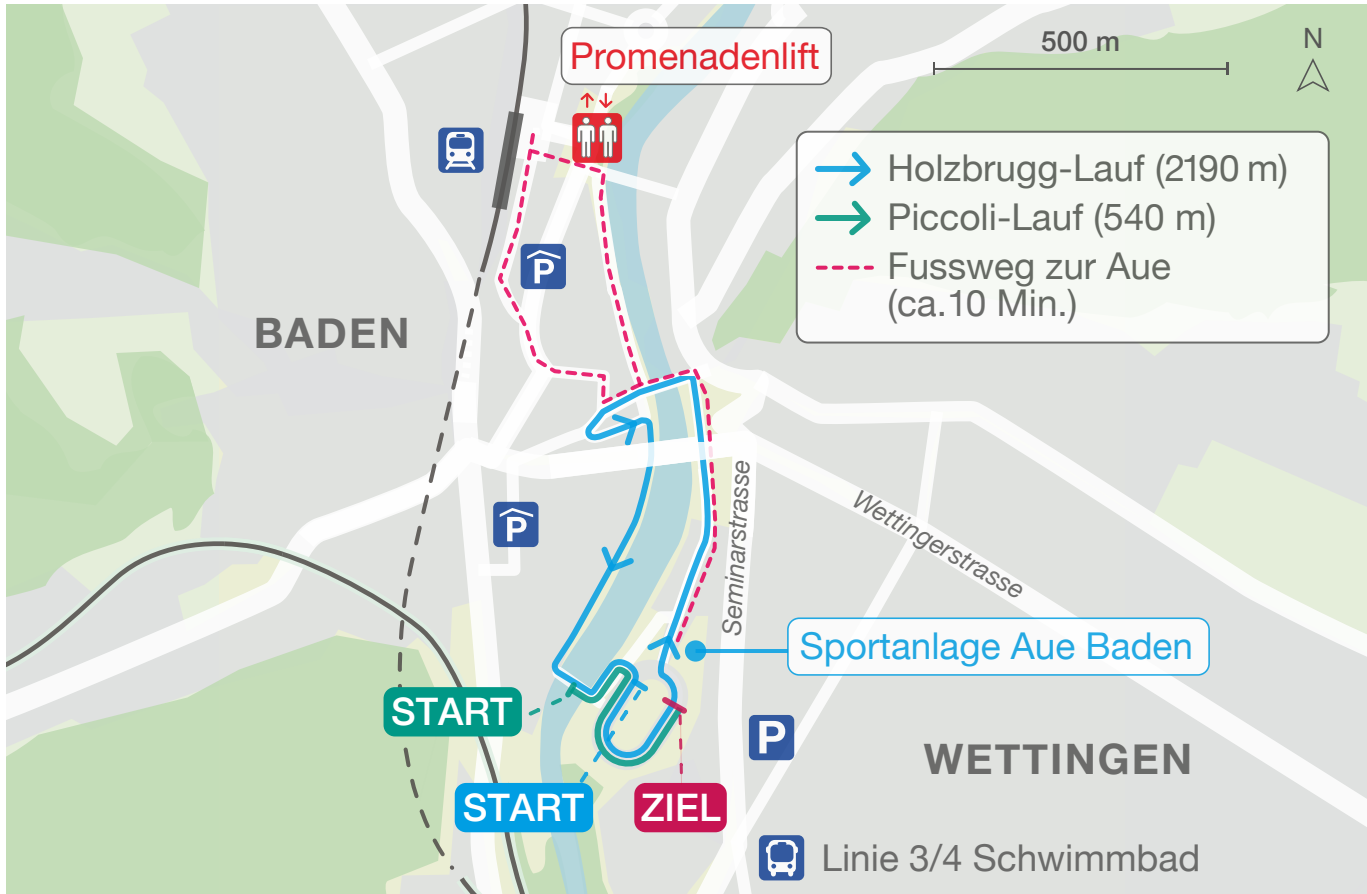 Promenadenlift
500 m
N
Holzbrugg-Lauf (2190 m)
Piccoli-Lauf (540 m)
Fussweg zur Aue
(ca.10 Min.)
P
BADEN
P
Seminarstrasse
Wettingerstrasse
Sportanlage Aue Baden
START
P
WETTINGEN
START
ZIEL
Linie 3/4 Schwimmbad